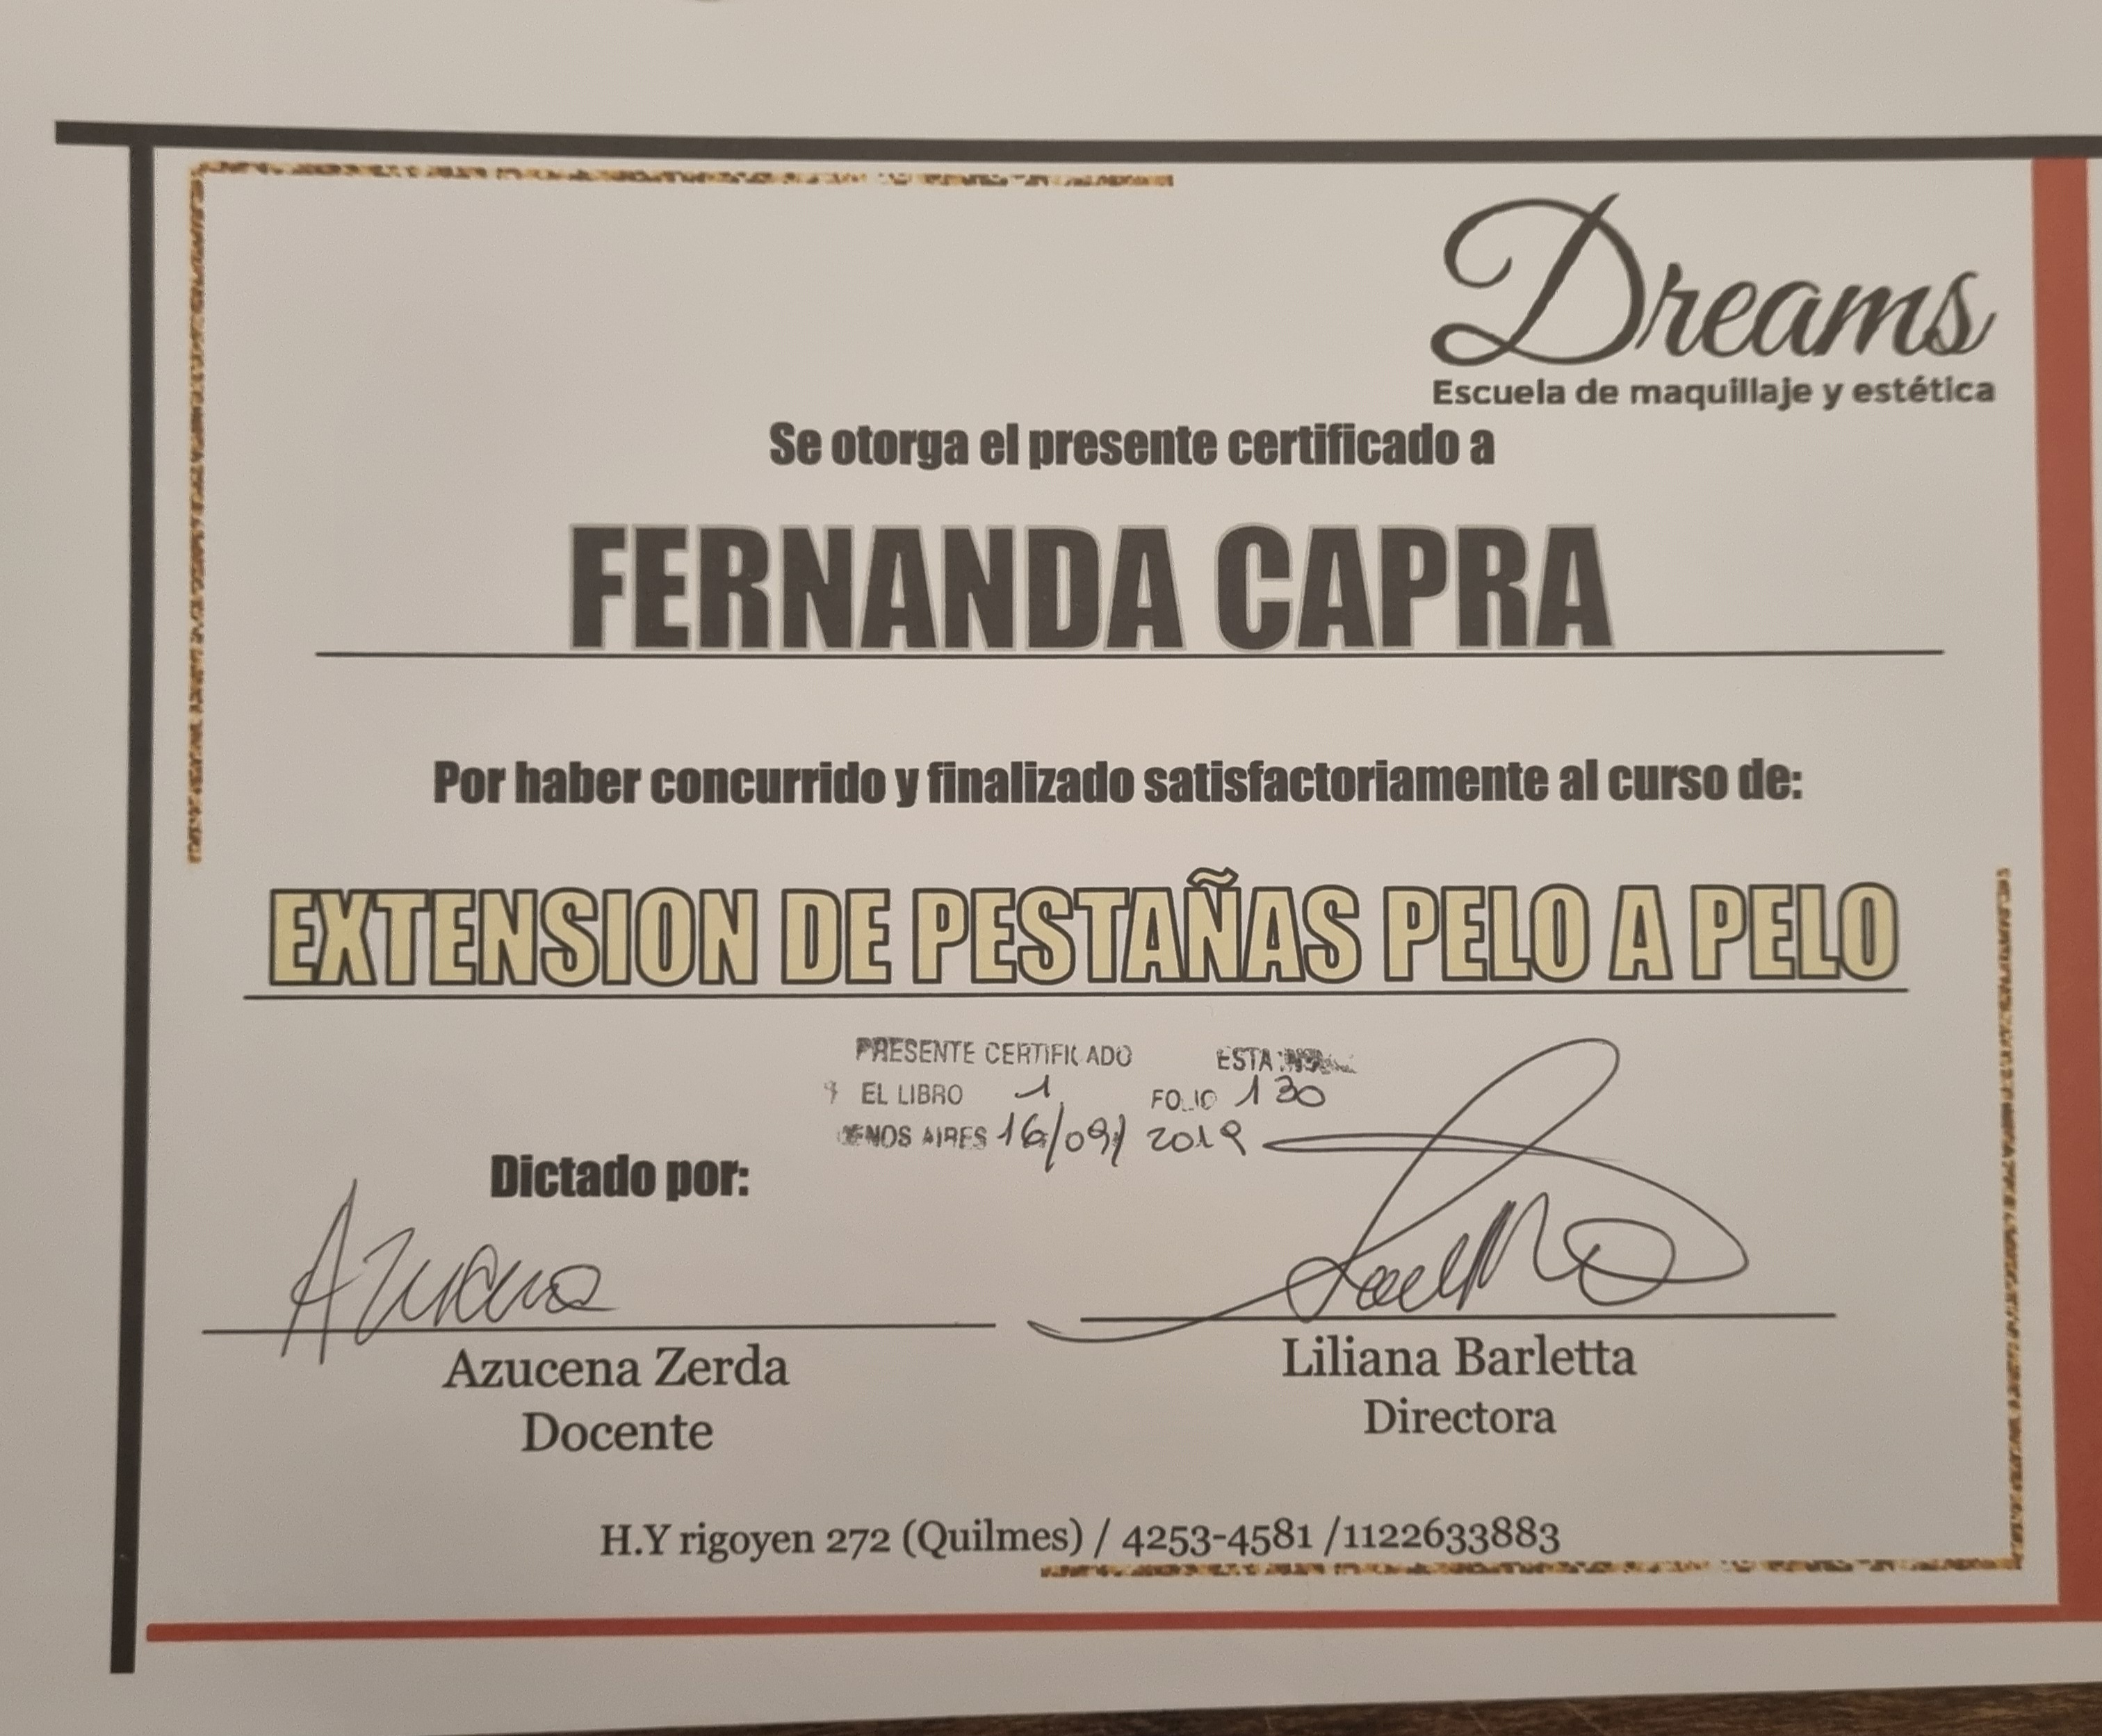 Dreams
Escuela de maquillaje y estética
Se otorga el presente certificado a
FERNANDA CAPRA
Por haber concurrido y finalizado satisfactoriamente al curso de:
EXTENSION DE PESTAÑAS PELO A PELO
PRESENTE CERTIFICADO ESTA
EL LIBRO 1 FOLIO 130
ENOS AIRES 16/09/2019
Dictado por:
Azucena
Azucena Zerda
Docente
Liliana Barletta
Directora
H.Y rigoyen 272 (Quilmes) / 4253-4581 /1122633883